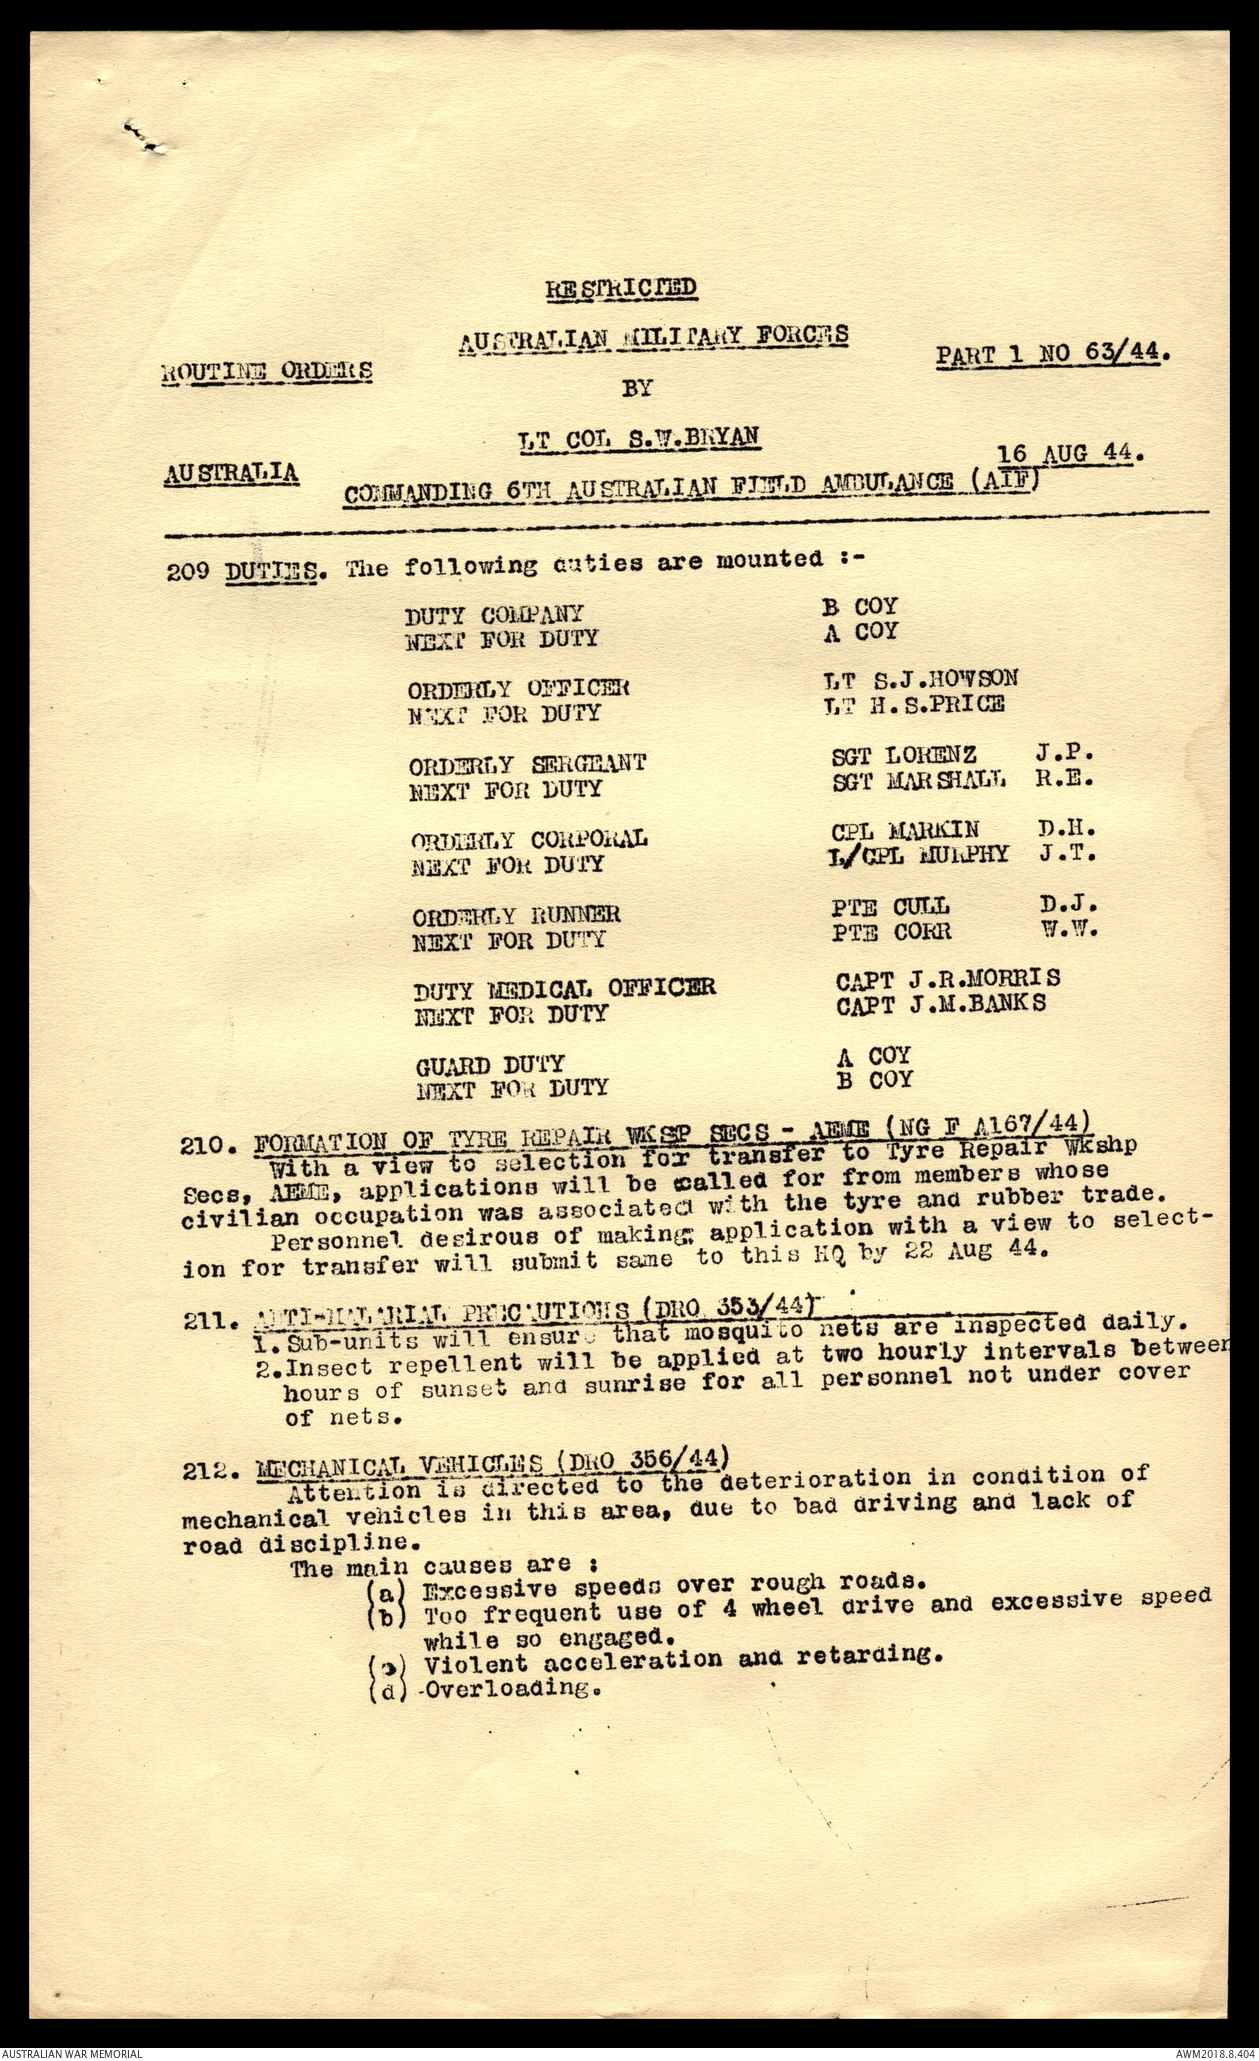 RESTRICTED
AUSTRALIAN MILITARY FORCES
ROUTINE ORDERS
PART 1 NO 63/44.
BY
LT COL S.W.BRYAN
16 AUG 44.
AUSTRALIA
COMMANDING 6TH AUSTRALIAN FIELD AMBULANCE (AIF)
209 DUTIES. The following duties are mounted :-
DUTY COMPANY B COY
NEXT FOR DUTY A COY
ORDERLY OFFICER LT S.J.HOWSON
NEXT FOR DUTY LT H.S.PRICE
ORDERLY SERGEANT SGT LORENZ J.P.
NEXT FOR DUTY SGT MARSHALL R.E.
ORDERLY CORPORAL CPL MARKIN D.H.
NEXT FOR DUTY L/CPL MURPHY J.T.
ORDERLY RUNNER PTE CULL D.J.
NEXT FOR DUTY PTE CORR W.W.
DUTY MEDICAL OFFICER CAPT J.R.MORRIS
NEXT FOR DUTY CAPT J.M.BANKS
GUARD DUTY A COY
NEXT FOR DUTY B COY
210. FORMATION OF TYRE REPAIR WKSP SECS - AEME (NG F A167/44)
With a view to selection for transfer to Tyre Repair Wkshp
Secs, AEME, applications will be called for from members whose
civilian occupation was associated with the tyre and rubber trade.
Personnel desirous of making application with a view to select-
ion for transfer will submit same to this HQ by 22 Aug 44.
211. ANTI-MALARIAL PRECAUTIONS (DRO 353/44)
1. Sub-units will ensure that mosquito nets are inspected daily.
2.Insect repellent will be applied at two hourly intervals between
hours of sunset and sunrise for all personnel not under cover
of nets.
212. MECHANICAL VEHICLES (DRO 356/44)
Attention is directed to the deterioration in condition of
mechanical vehicles in this area, due to bad driving and lack of
road discipline.
The main causes are :
(a) Excessive speeds over rough roads.
(b) Too frequent use of 4 wheel drive and excessive speed
while so engaged.
(c) Violent acceleration and retarding.
(d) -Overloading.
AUSTRALIAN WAR MEMORIAL
AWM2018.8.404